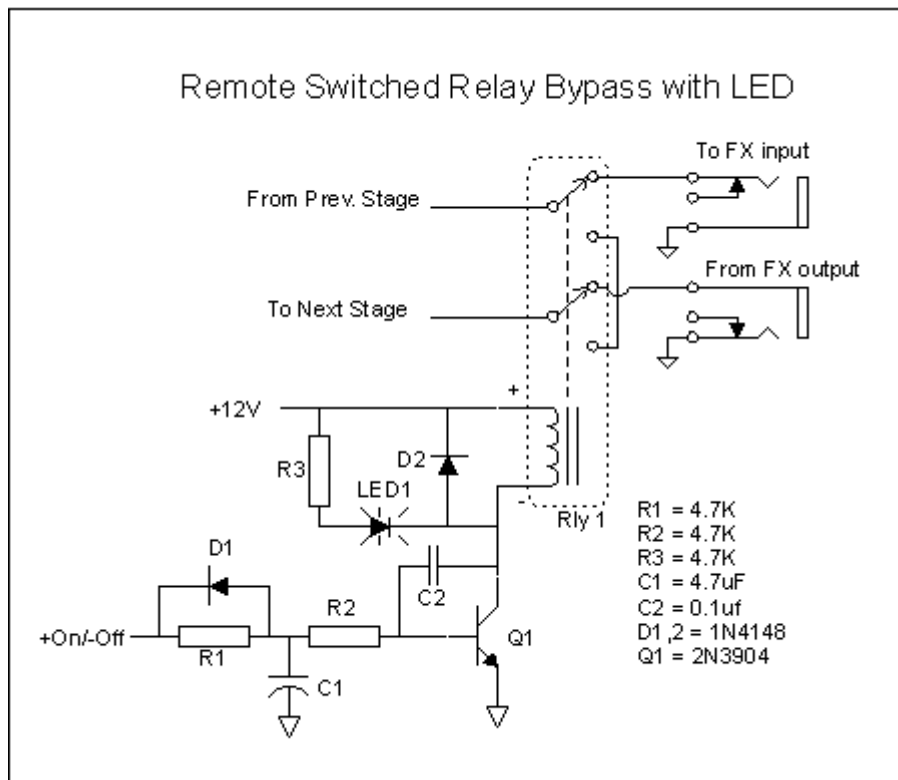 Remote Switched Relay Bypass with LED
To FX input
From Prev. Stage
From FX output
To Next Stage
+
+12V
D2
R3
LED1
-
Rly 1
R1 = 4.7K
R2 = 4.7K
R3 = 4.7K
C1 = 4.7uF
C2 = 0.1uf
D1,2 = 1N4148
Q1 = 2N3904
D1
C2
R2
+On/-Off
R1
Q1
C1